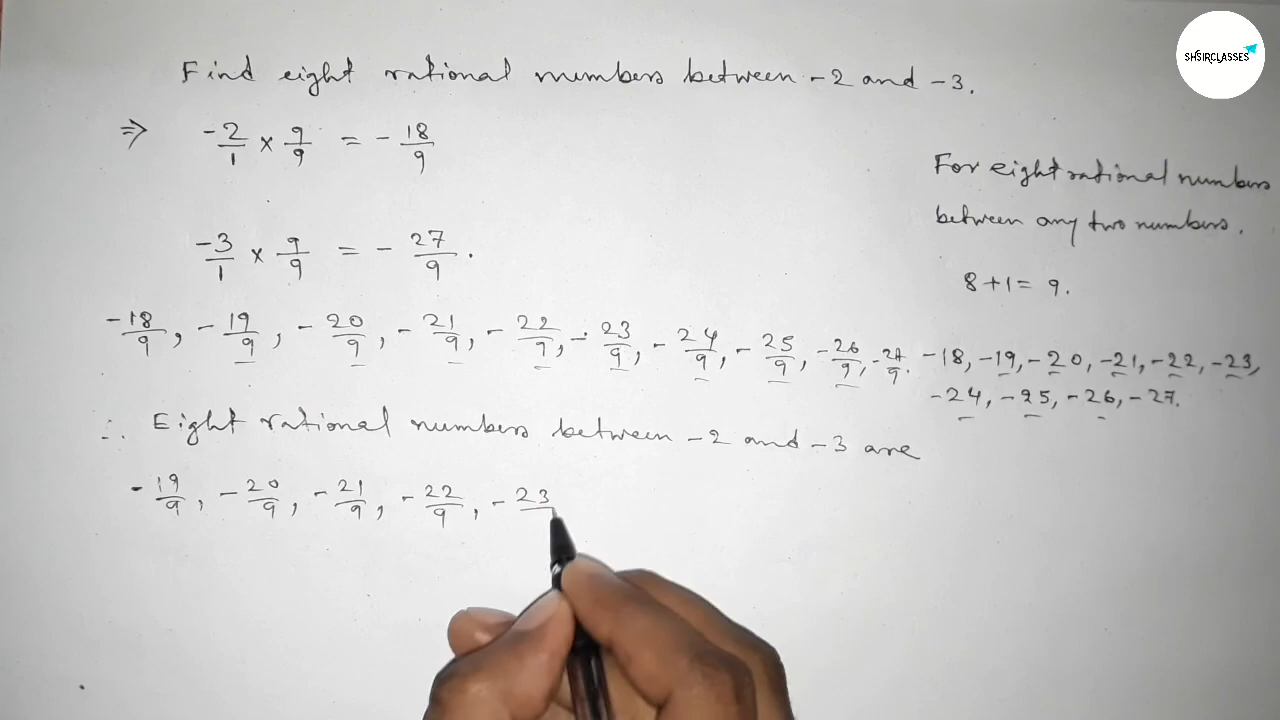 SHSIRCLASSES
Find eight rational numbers between -2 and -3.
⇒ -2/1 × 9/9 = - 18/9
For eight rational numbers
between any two numbers.
-3/1 × 9/9 = - 27/9.
8+1 = 9.
-18/9, -19/9, -20/9, -21/9, -22/9, -23/9, -24/9, -25/9, -26/9, -27/9.
-18, -19, -20, -21, -22, -23,
-24, -25, -26, -27.
∴ Eight rational numbers between -2 and -3 are
-19/9, -20/9, -21/9, -22/9, -23